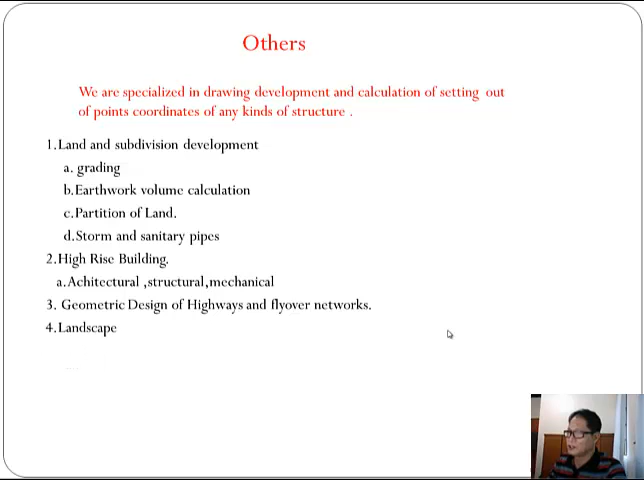 Others
We are specialized in drawing development and calculation of setting out
of points coordinates of any kinds of structure .
1.Land and subdivision development
a. grading
b.Earthwork volume calculation
c.Partition of Land.
d.Storm and sanitary pipes
2.High Rise Building.
a.Achitectural ,structural,mechanical
3. Geometric Design of Highways and flyover networks.
4.Landscape